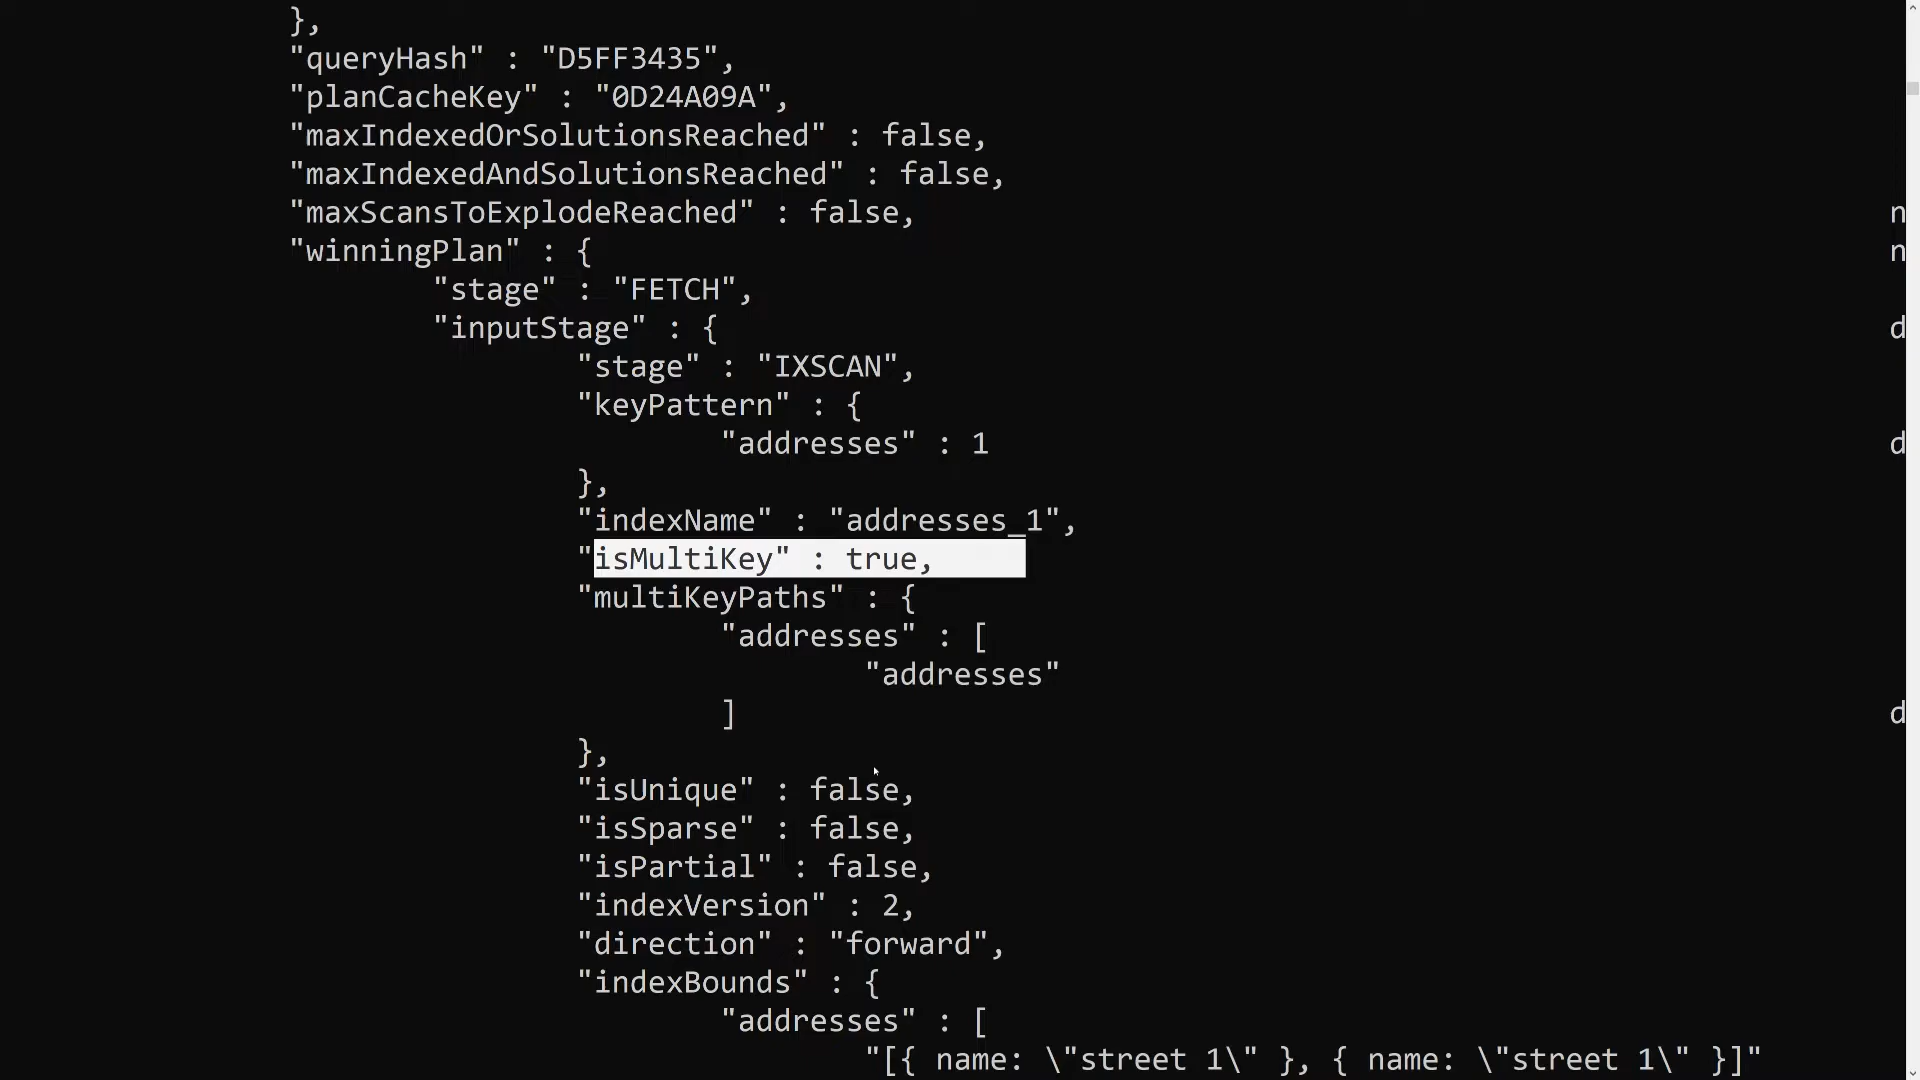 },
"queryHash" : "D5FF3435",
"planCacheKey" : "0D24A09A",
"maxIndexedOrSolutionsReached" : false,
"maxIndexedAndSolutionsReached" : false,
"maxScansToExplodeReached" : false,
n
"winningPlan" : {
n
"stage" : "FETCH",
"inputStage" : {
d
"stage" : "IXSCAN",
"keyPattern" : {
"addresses" : 1
d
},
"indexName" : "addresses_1",
"isMultiKey" : true,
"multiKeyPaths" : {
"addresses" : [
"addresses"
]
d
},
"isUnique" : false,
"isSparse" : false,
"isPartial" : false,
"indexVersion" : 2,
"direction" : "forward",
"indexBounds" : {
"addresses" : [
"[{ name: \"street 1\" }, { name: \"street 1\" }]"